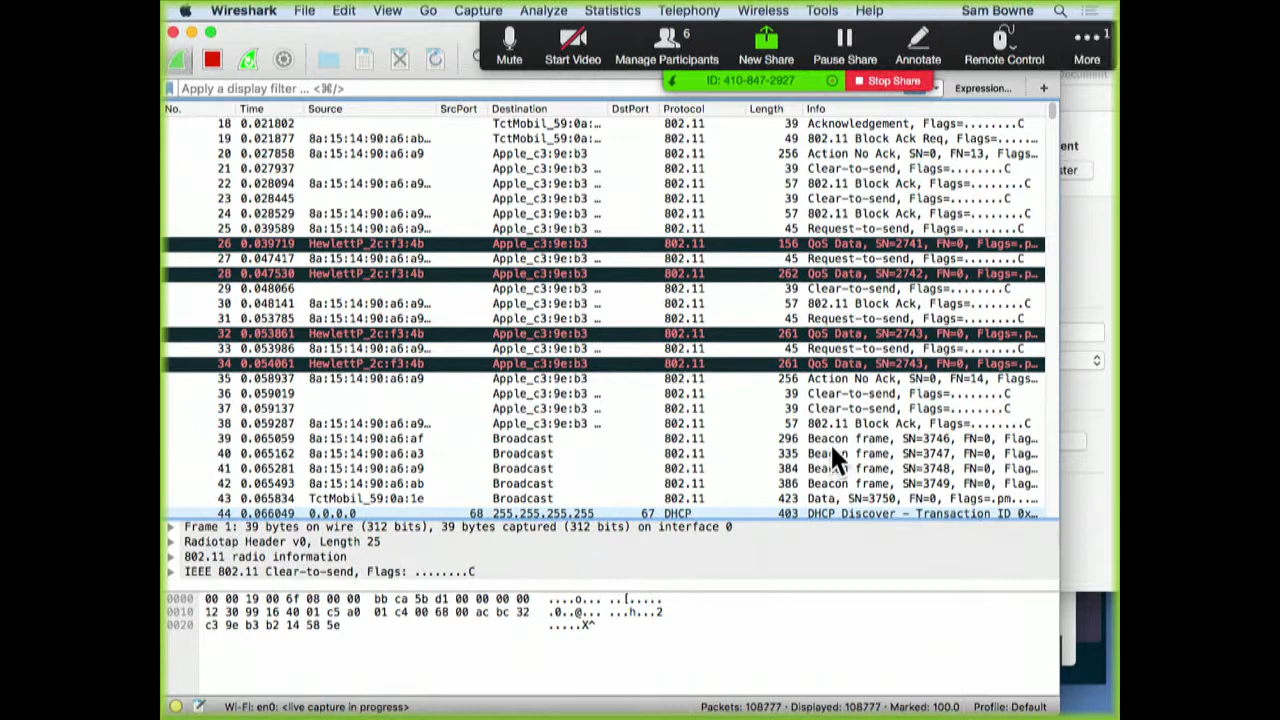 Wireshark File Edit View Go Capture Analyze Statistics Telephony Wireless Tools Help Sam Bowne
Mute Start Video Manage Participants 6 New Share Pause Share Annotate Remote Control More 1
ID: 410-847-2927 Stop Share
Apply a display filter ... <⌘/> Expression... +
No. Time Source SrcPort Destination DstPort Protocol Length Info
18 0.021802 TctMobil_59:0a:... 802.11 39 Acknowledgement, Flags=........C
19 0.021877 8a:15:14:90:a6:ab... TctMobil_59:0a:... 802.11 49 802.11 Block Ack Req, Flags=.....
20 0.027858 8a:15:14:90:a6:a9 Apple_c3:9e:b3 802.11 256 Action No Ack, SN=0, FN=13, Flags...
21 0.027937 Apple_c3:9e:b3 ... 802.11 39 Clear-to-send, Flags=........C
22 0.028094 8a:15:14:90:a6:a9... Apple_c3:9e:b3 ... 802.11 57 802.11 Block Ack, Flags=........C
23 0.028445 Apple_c3:9e:b3 ... 802.11 39 Clear-to-send, Flags=........C
24 0.028529 8a:15:14:90:a6:a9... Apple_c3:9e:b3 ... 802.11 57 802.11 Block Ack, Flags=........C
25 0.039589 8a:15:14:90:a6:a9... Apple_c3:9e:b3 ... 802.11 45 Request-to-send, Flags=........C
26 0.039719 HewlettP_2c:f3:4b Apple_c3:9e:b3 802.11 156 QoS Data, SN=2741, FN=0, Flags=.p...
27 0.047417 8a:15:14:90:a6:a9... Apple_c3:9e:b3 ... 802.11 45 Request-to-send, Flags=........C
28 0.047530 HewlettP_2c:f3:4b Apple_c3:9e:b3 802.11 262 QoS Data, SN=2742, FN=0, Flags=.p...
29 0.048066 Apple_c3:9e:b3 ... 802.11 39 Clear-to-send, Flags=........C
30 0.048141 8a:15:14:90:a6:a9... Apple_c3:9e:b3 ... 802.11 57 802.11 Block Ack, Flags=........C
31 0.053785 8a:15:14:90:a6:a9... Apple_c3:9e:b3 ... 802.11 45 Request-to-send, Flags=........C
32 0.053861 HewlettP_2c:f3:4b Apple_c3:9e:b3 802.11 261 QoS Data, SN=2743, FN=0, Flags=.p...
33 0.053986 8a:15:14:90:a6:a9... Apple_c3:9e:b3 ... 802.11 45 Request-to-send, Flags=........C
34 0.054061 HewlettP_2c:f3:4b Apple_c3:9e:b3 802.11 261 QoS Data, SN=2743, FN=0, Flags=.p...
35 0.058937 8a:15:14:90:a6:a9 Apple_c3:9e:b3 802.11 256 Action No Ack, SN=0, FN=14, Flags...
36 0.059019 Apple_c3:9e:b3 ... 802.11 39 Clear-to-send, Flags=........C
37 0.059137 Apple_c3:9e:b3 ... 802.11 39 Clear-to-send, Flags=........C
38 0.059287 8a:15:14:90:a6:a9... Apple_c3:9e:b3 ... 802.11 57 802.11 Block Ack, Flags=........C
39 0.065059 8a:15:14:90:a6:af Broadcast 802.11 296 Beacon frame, SN=3746, FN=0, Flag...
40 0.065162 8a:15:14:90:a6:a3 Broadcast 802.11 335 Beacon frame, SN=3747, FN=0, Flag...
41 0.065281 8a:15:14:90:a6:a9 Broadcast 802.11 384 Beacon frame, SN=3748, FN=0, Flag...
42 0.065493 8a:15:14:90:a6:ab Broadcast 802.11 386 Beacon frame, SN=3749, FN=0, Flag...
43 0.065834 TctMobil_59:0a:1e Broadcast 802.11 423 Data, SN=3750, FN=0, Flags=.pm....
44 0.066049 0.0.0.0 68 255.255.255.255 67 DHCP 403 DHCP Discover - Transaction ID 0x...
Frame 1: 39 bytes on wire (312 bits), 39 bytes captured (312 bits) on interface 0
Radiotap Header v0, Length 25
802.11 radio information
IEEE 802.11 Clear-to-send, Flags: ........C
0000 00 00 19 00 6f 08 00 00 bb ca 5b d1 00 00 00 00 ....o... ..[.....
0010 12 30 99 16 40 01 c5 a0 01 c4 00 68 00 ac bc 32 .0..@... ...h...2
0020 c3 9e b3 b2 14 58 5e .....X^
Wi-Fi: en0: <live capture in progress> Packets: 108777 · Displayed: 108777 · Marked: 100.0 Profile: Default